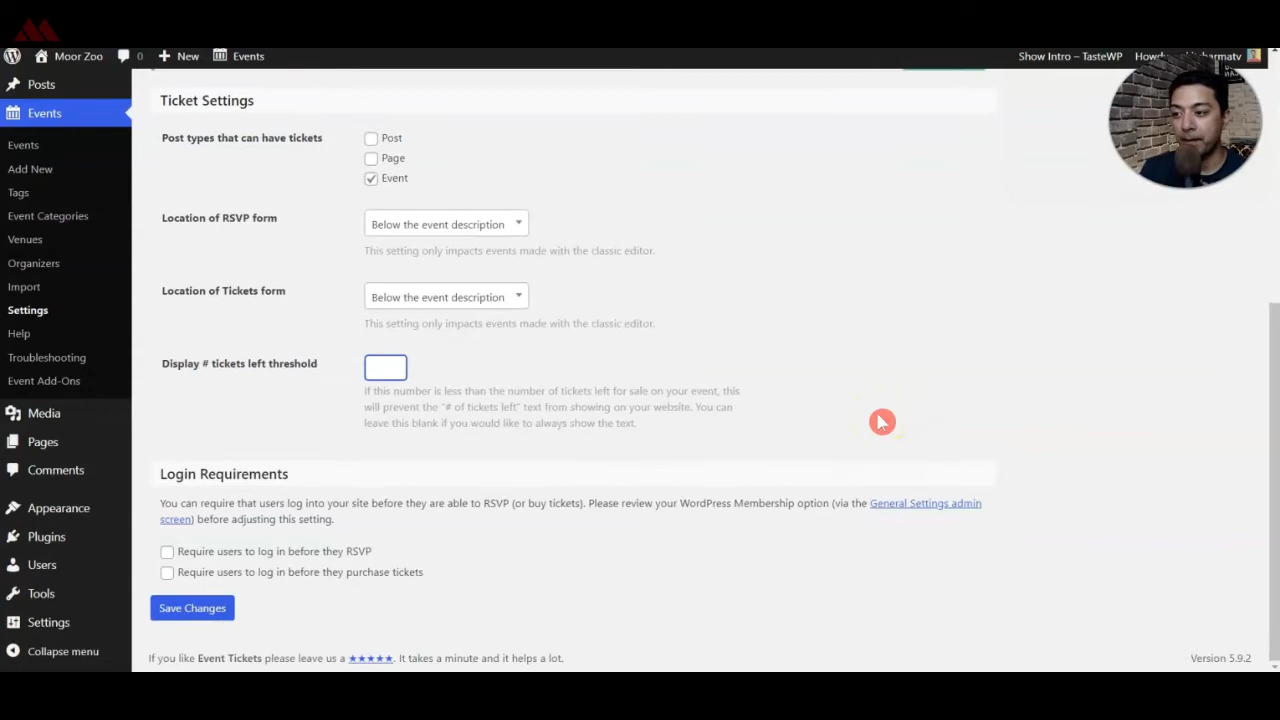 Moor Zoo
0
New
Events
Show Intro – TasteWP
Posts
Events
Events
Add New
Tags
Event Categories
Venues
Organizers
Import
Settings
Help
Troubleshooting
Event Add-Ons
Media
Pages
Comments
Appearance
Plugins
Users
Tools
Settings
Collapse menu
Ticket Settings
Post types that can have tickets
Post
Page
Event
Location of RSVP form
Below the event description
This setting only impacts events made with the classic editor.
Location of Tickets form
Below the event description
This setting only impacts events made with the classic editor.
Display # tickets left threshold
If this number is less than the number of tickets left for sale on your event, this
will prevent the "# of tickets left" text from showing on your website. You can
leave this blank if you would like to always show the text.
Login Requirements
You can require that users log into your site before they are able to RSVP (or buy tickets). Please review your WordPress Membership option (via the General Settings admin
screen) before adjusting this setting.
Require users to log in before they RSVP
Require users to log in before they purchase tickets
Save Changes
If you like Event Tickets please leave us a ★★★★★. It takes a minute and it helps a lot.
Version 5.9.2